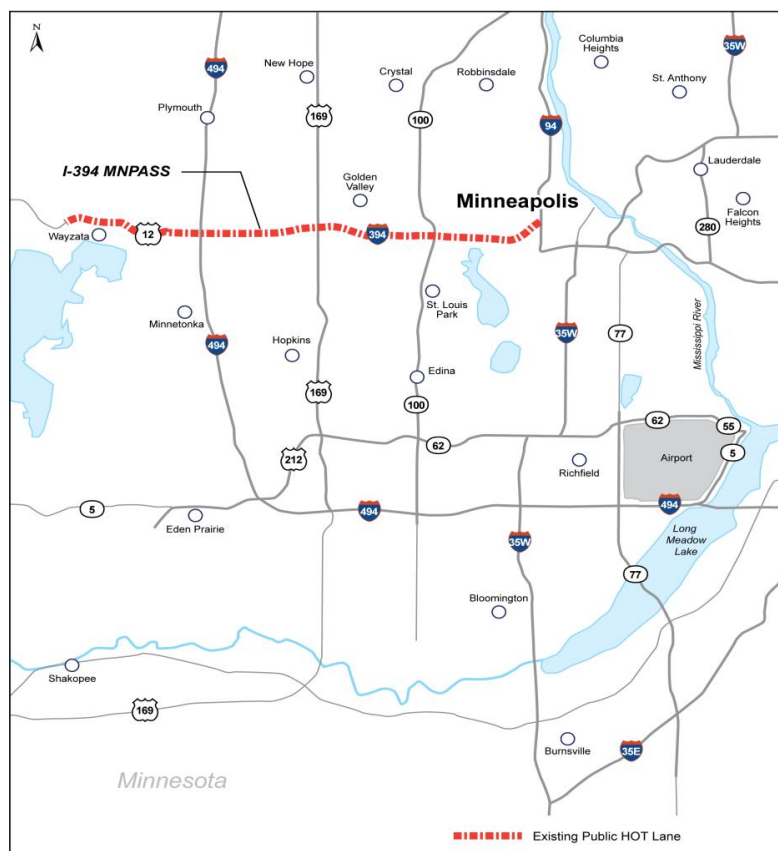 N
494
New Hope
Crystal
Robbinsdale
Columbia
Heights
35W
St. Anthony
Plymouth
169
100
94
I-394 MNPASS
Golden
Valley
Minneapolis
Lauderdale
Falcon
Heights
280
Wayzata
12
394
Minnetonka
St. Louis
Park
Mississippi River
494
Hopkins
35W
77
169
Edina
100
62
62
55
5
212
Airport
Richfield
5
Eden Prairie
494
494
35W
Long
Meadow
Lake
77
Bloomington
Shakopee
169
Burnsville
35E
Minnesota
Existing Public HOT Lane